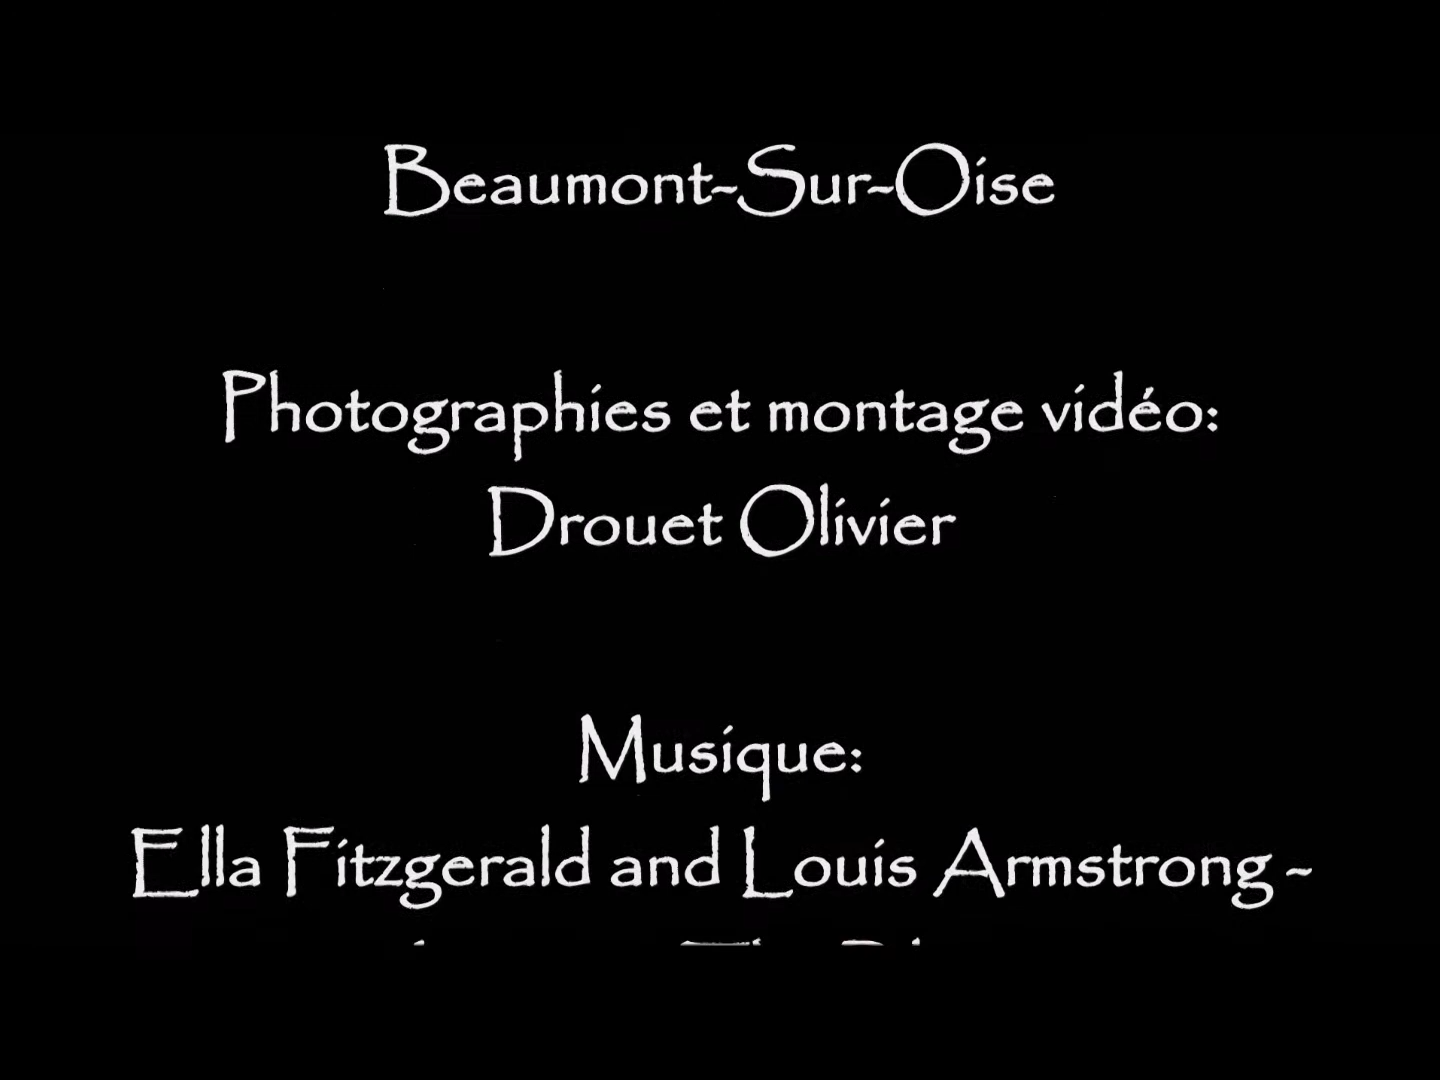 Beaumont-Sur-Oise
Photographies et montage vidéo:
Drouet Olivier
Musique:
Ella Fitzgerald and Louis Armstrong -